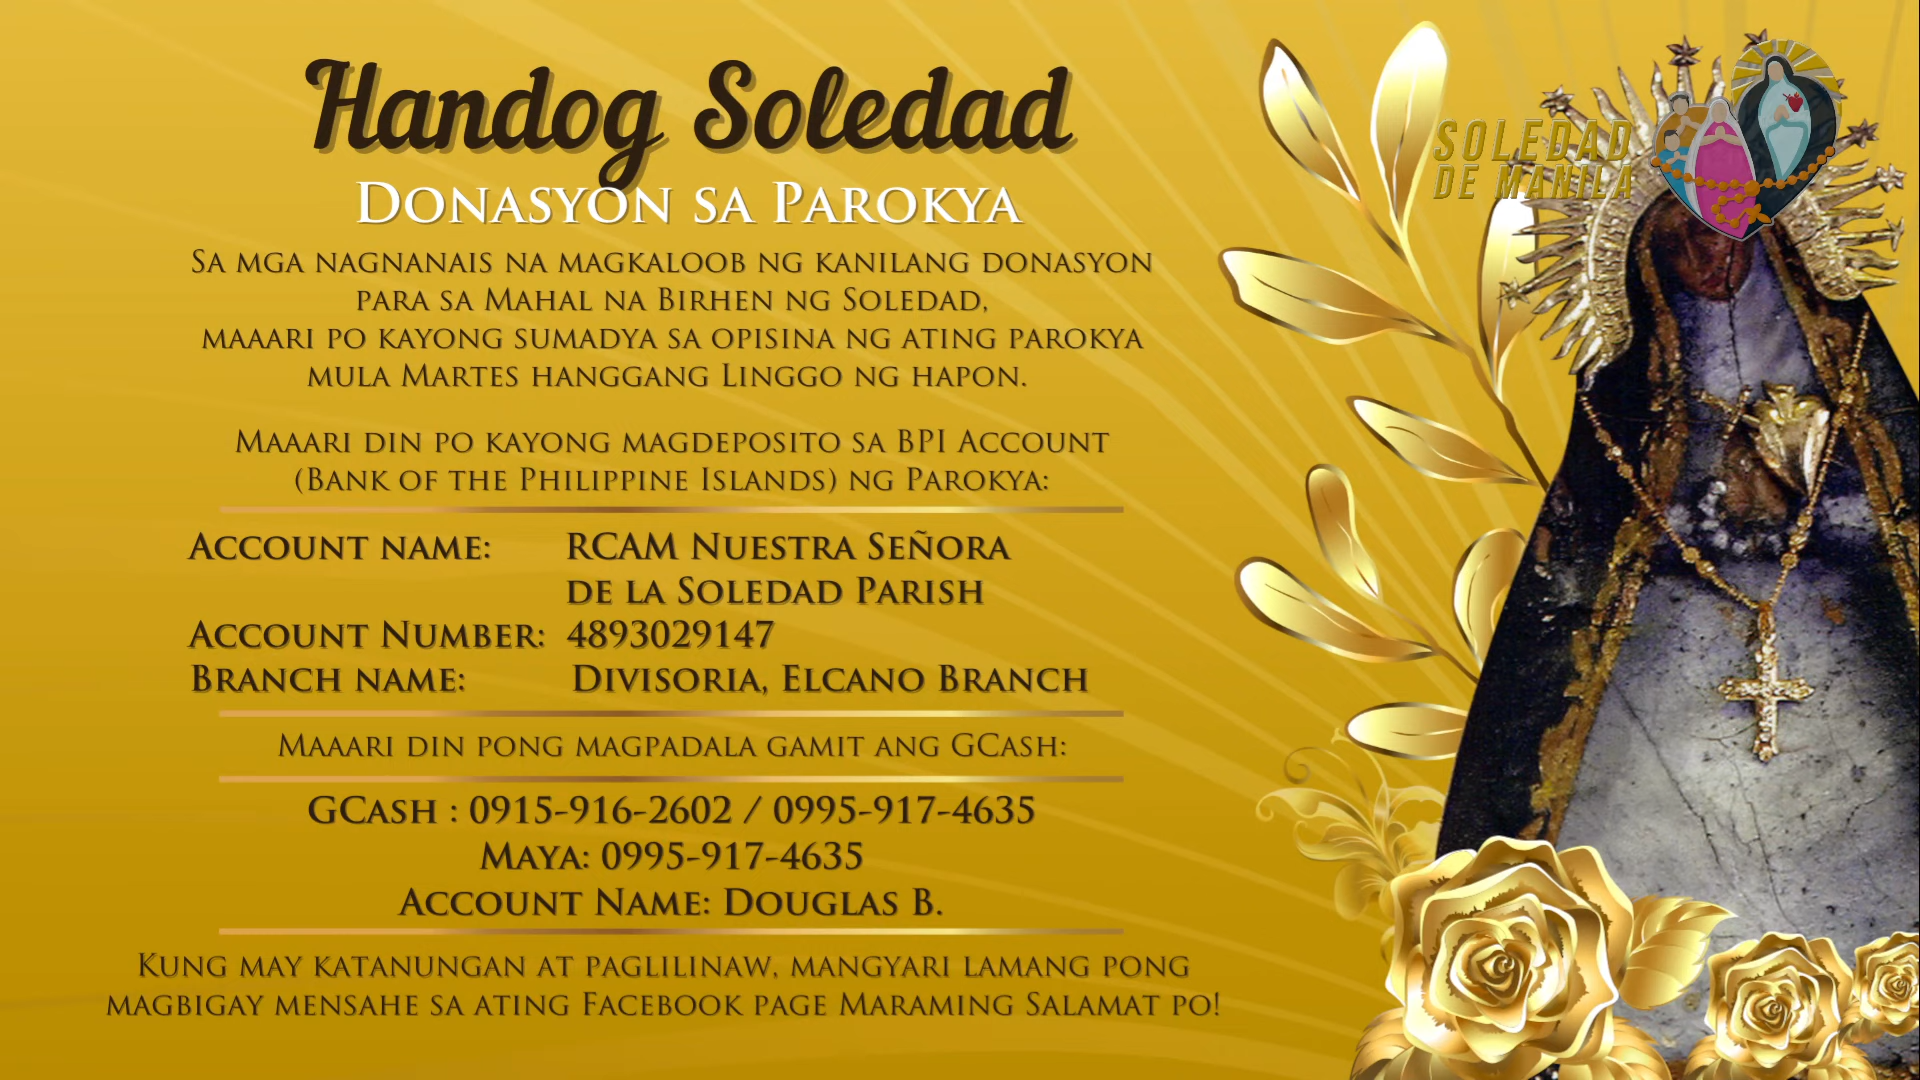 Handog Soledad
Donasyon sa Parokya
Sa mga nagnanais na magkaloob ng kanilang donasyon
para sa Mahal na Birhen ng Soledad,
maaari po kayong sumadya sa opisina ng ating parokya
mula Martes hanggang Linggo ng hapon.
Maaari din po kayong magdeposito sa BPI Account
(Bank of the Philippine Islands) ng Parokya:
Account name: RCAM Nuestra Señora
de la Soledad Parish
Account Number: 4893029147
Branch name: Divisoria, Elcano Branch
Maaari din pong magpadala gamit ang GCash:
GCash : 0915-916-2602 / 0995-917-4635
Maya: 0995-917-4635
Account Name: Douglas B.
Kung may katanungan at paglilinaw, mangyari lamang pong
magbigay mensahe sa ating Facebook page Maraming Salamat po!
SOLEDAD
DE MANILA